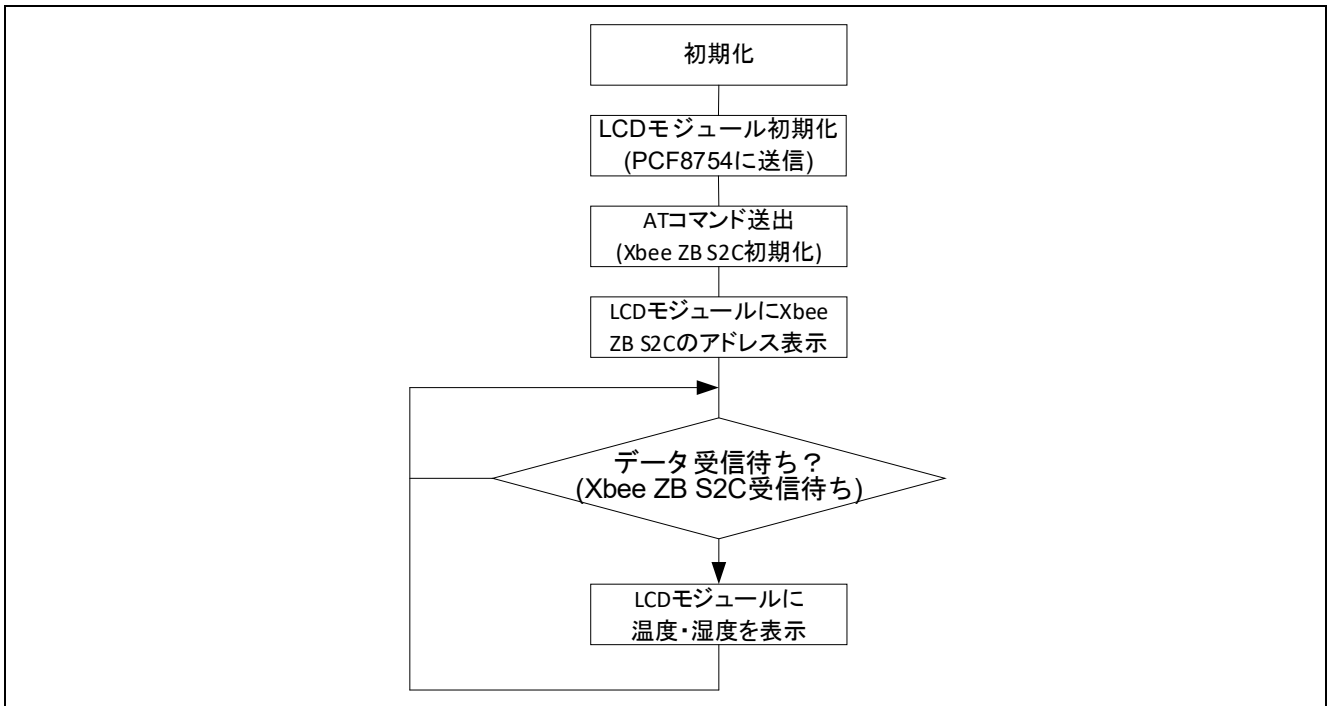 初期化
LCDモジュール初期化
(PCF8754に送信)
ATコマンド送出
(Xbee ZB S2C初期化)
LCDモジュールにXbee
ZB S2Cのアドレス表示
データ受信待ち？
(Xbee ZB S2C受信待ち)
LCDモジュールに
温度・湿度を表示